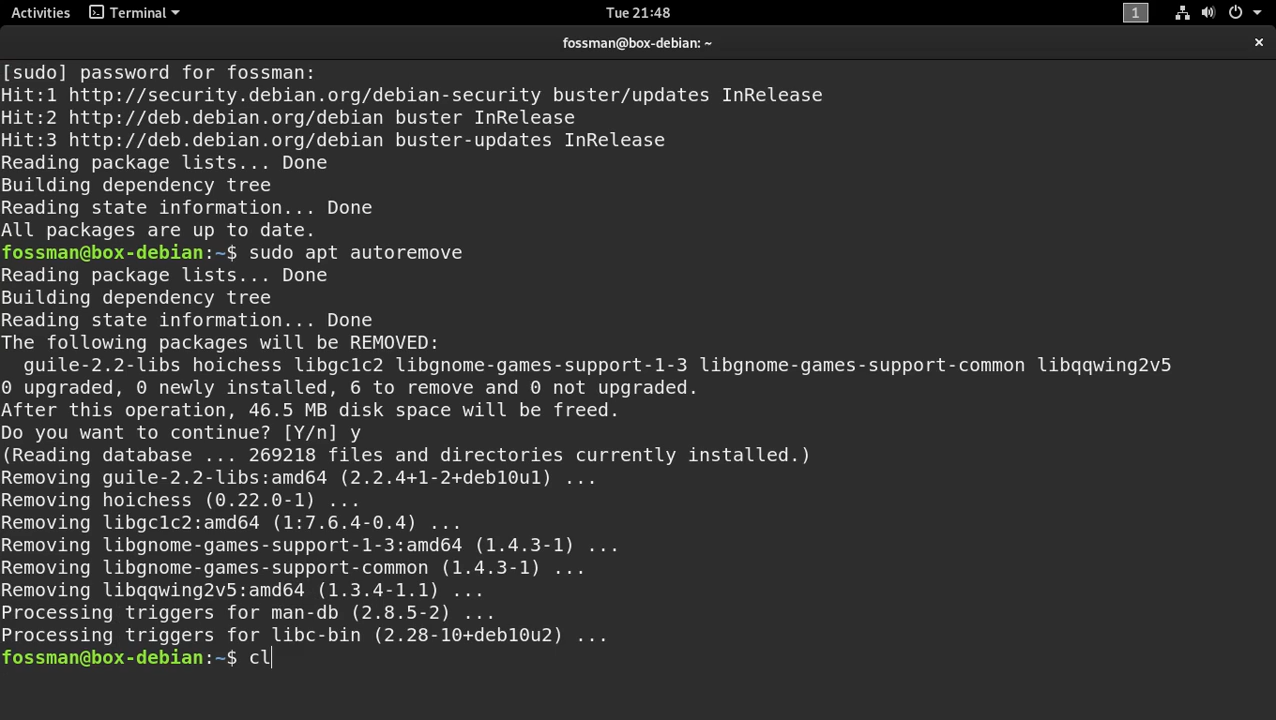 Activities Terminal Tue 21:48 1
fossman@box-debian: ~ ×
[sudo] password for fossman:
Hit:1 http://security.debian.org/debian-security buster/updates InRelease
Hit:2 http://deb.debian.org/debian buster InRelease
Hit:3 http://deb.debian.org/debian buster-updates InRelease
Reading package lists... Done
Building dependency tree
Reading state information... Done
All packages are up to date.
fossman@box-debian:~$ sudo apt autoremove
Reading package lists... Done
Building dependency tree
Reading state information... Done
The following packages will be REMOVED:
  guile-2.2-libs hoichess libgc1c2 libgnome-games-support-1-3 libgnome-games-support-common libqqwing2v5
0 upgraded, 0 newly installed, 6 to remove and 0 not upgraded.
After this operation, 46.5 MB disk space will be freed.
Do you want to continue? [Y/n] y
(Reading database ... 269218 files and directories currently installed.)
Removing guile-2.2-libs:amd64 (2.2.4+1-2+deb10u1) ...
Removing hoichess (0.22.0-1) ...
Removing libgc1c2:amd64 (1:7.6.4-0.4) ...
Removing libgnome-games-support-1-3:amd64 (1.4.3-1) ...
Removing libgnome-games-support-common (1.4.3-1) ...
Removing libqqwing2v5:amd64 (1.3.4-1.1) ...
Processing triggers for man-db (2.8.5-2) ...
Processing triggers for libc-bin (2.28-10+deb10u2) ...
fossman@box-debian:~$ cl